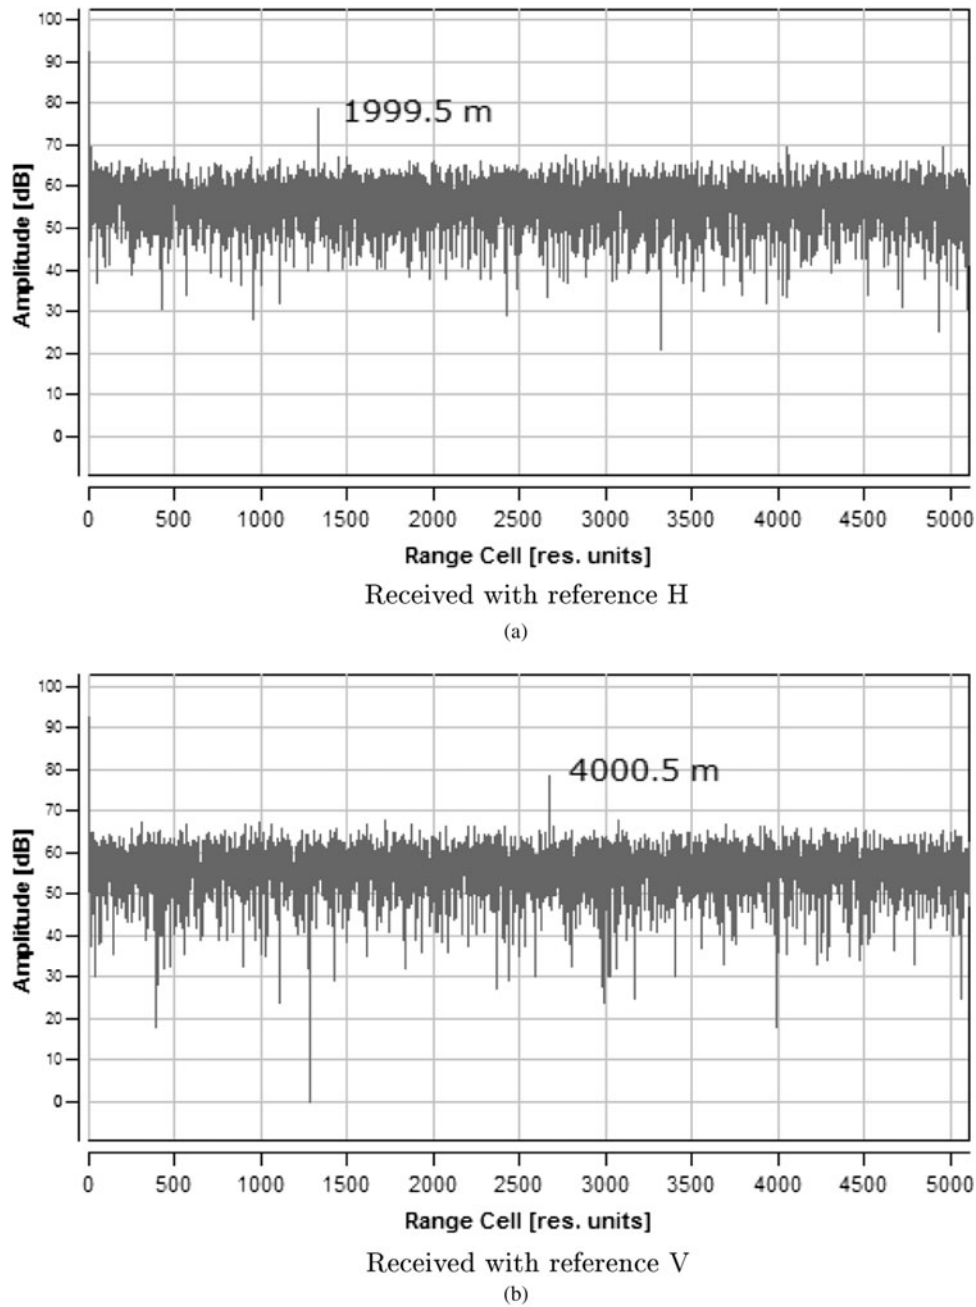 100
90
80
70
60
50
40
30
20
10
0
Amplitude [dB]
1999.5 m
0 500 1000 1500 2000 2500 3000 3500 4000 4500 5000
Range Cell [res. units]
Received with reference H
(a)
100
90
80
70
60
50
40
30
20
10
0
Amplitude [dB]
4000.5 m
0 500 1000 1500 2000 2500 3000 3500 4000 4500 5000
Range Cell [res. units]
Received with reference V
(b)